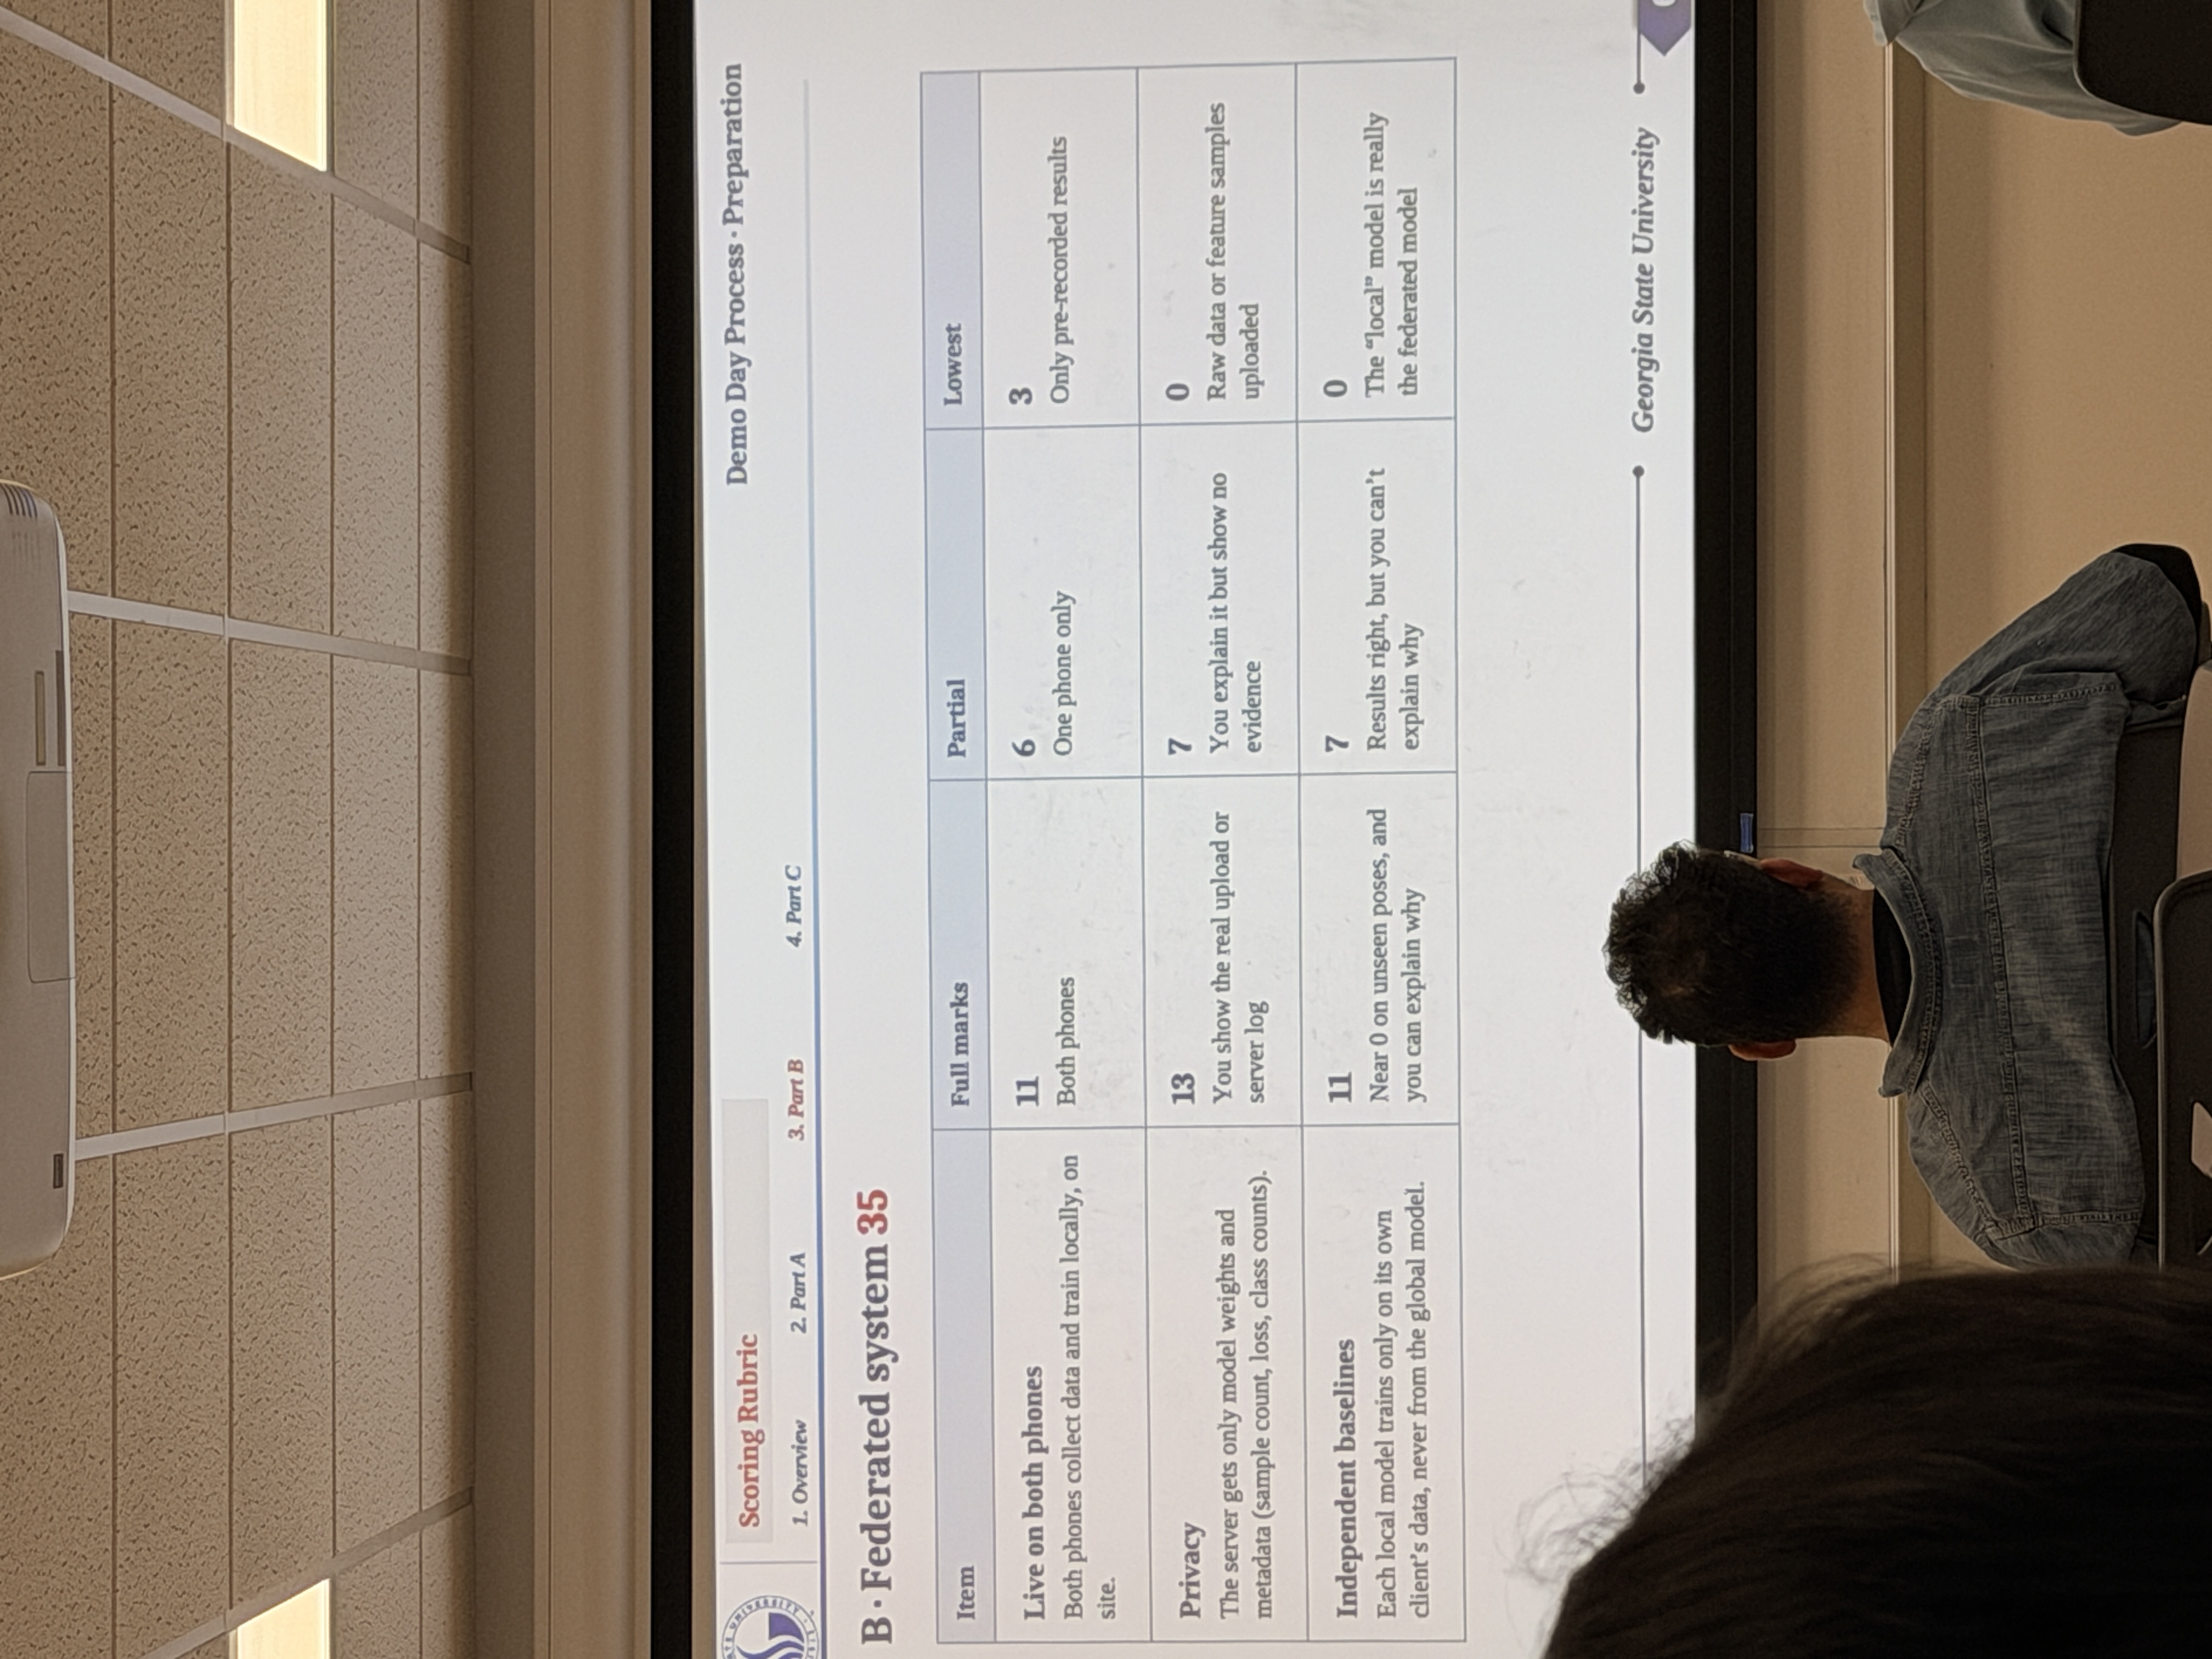 Scoring Rubric
Demo Day Process · Preparation
1. Overview
2. Part A
3. Part B
4. Part C
B · Federated system 35
Item
Full marks
Partial
Lowest
Live on both phones
Both phones collect data and train locally, on
site.
11
Both phones
6
One phone only
3
Only pre-recorded results
Privacy
The server gets only model weights and
metadata (sample count, loss, class counts).
13
You show the real upload or
server log
7
You explain it but show no
evidence
0
Raw data or feature samples
uploaded
Independent baselines
Each local model trains only on its own
client's data, never from the global model.
11
Near 0 on unseen poses, and
you can explain why
7
Results right, but you can't
explain why
0
The “local” model is really
the federated model
Georgia State University